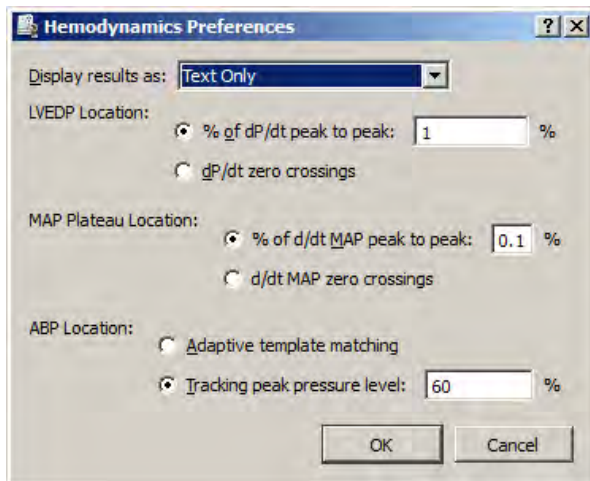 Hemodynamics Preferences
Display results as: Text Only
LVEDP Location:
% of dP/dt peak to peak: 1 %
dP/dt zero crossings
MAP Plateau Location:
% of d/dt MAP peak to peak: 0.1 %
d/dt MAP zero crossings
ABP Location:
Adaptive template matching
Tracking peak pressure level: 60 %
OK Cancel